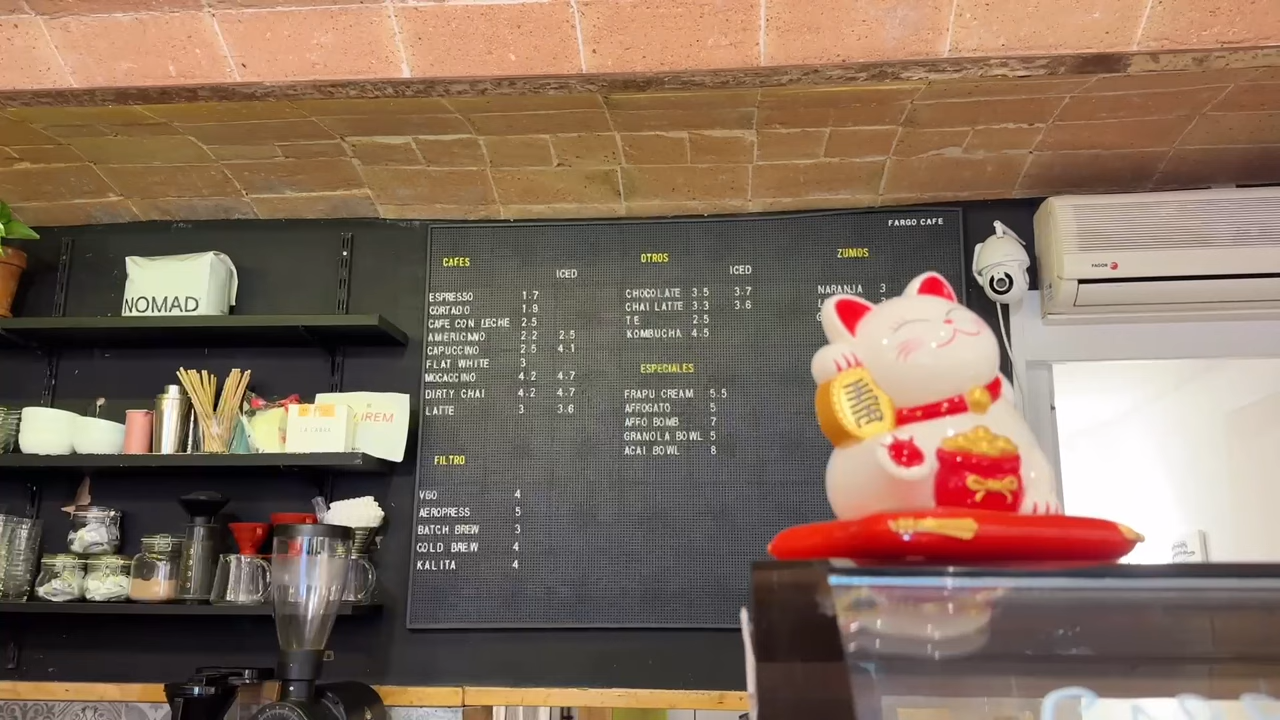 FARGO CAFE
CAFES
ICED
ESPRESSO 1.7
CORTADO 1.9
CAFE CON LECHE 2.5
AMERICANO 2.2 2.5
CAPUCCINO 2.5 4.1
FLAT WHITE 3
MOCACCINO 4.2 4.7
DIRTY CHAI 4.2 4.7
LATTE 3 3.6
FILTRO
V60 4
AEROPRESS 5
BATCH BREW 3
COLD BREW 4
KALITA 4
OTROS
ICED
CHOCOLATE 3.5 3.7
CHAI LATTE 3.3 3.6
TE 2.5
KOMBUCHA 4.5
ESPECIALES
FRAPU CREAM 5.5
AFFOGATO 5
AFFO BOMB 7
GRANOLA BOWL 5
ACAI BOWL 8
ZUMOS
NARANJA 3
NOMAD
FAGOR